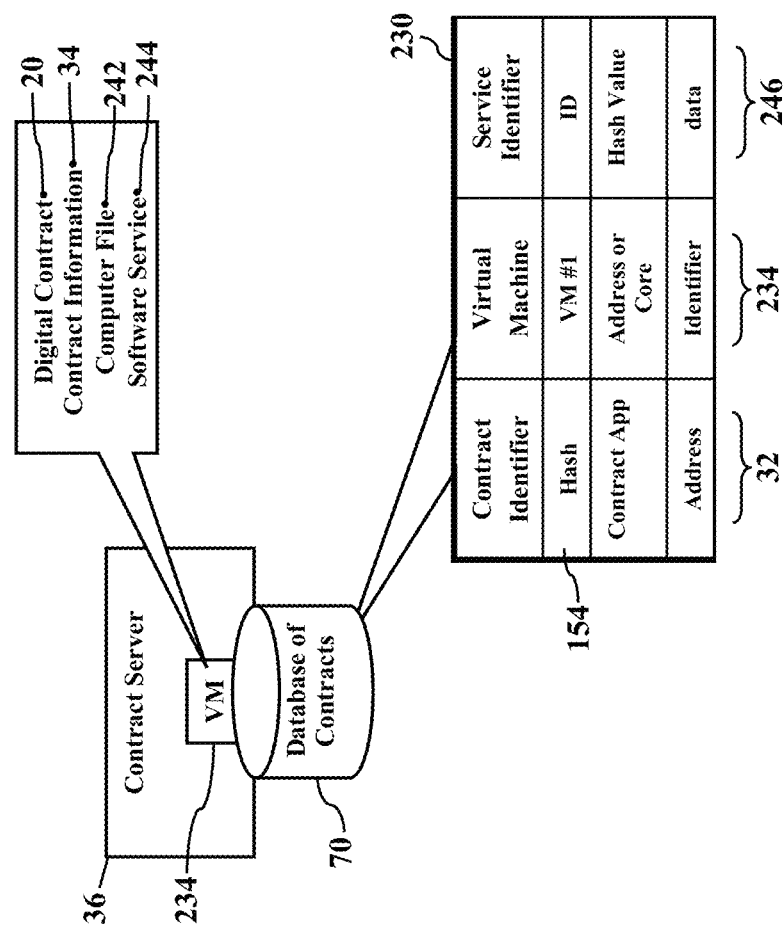 36
Contract Server
234
VM
Database of
Contracts
70
Digital Contract
20
Contract Information
34
Computer File
242
Software Service
244
230
Contract
Identifier
Virtual
Machine
Service
Identifier
154
Hash
VM #1
ID
Contract App
Address or
Core
Hash Value
Address
Identifier
data
32
234
246